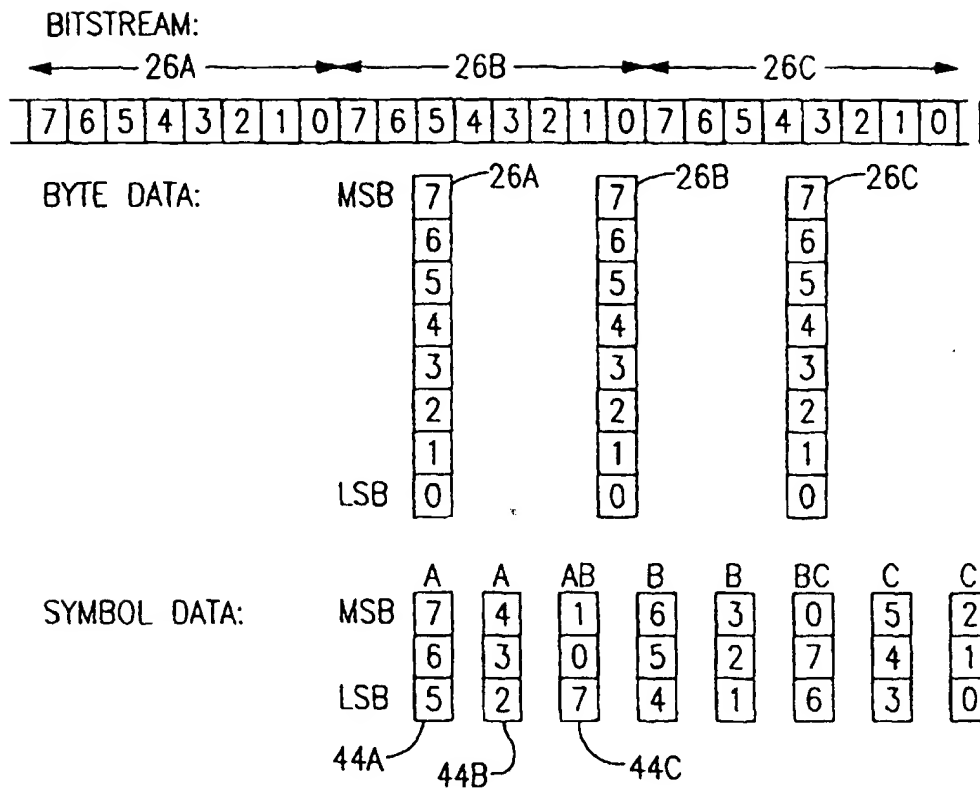 BITSTREAM:
26A 26B 26C
7 6 5 4 3 2 1 0 7 6 5 4 3 2 1 0 7 6 5 4 3 2 1 0
26A 26B 26C
BYTE DATA: MSB 7 7 7
6 6 6
5 5 5
4 4 4
3 3 3
2 2 2
1 1 1
LSB 0 0 0
A A AB B B BC C C
SYMBOL DATA: MSB 7 4 1 6 3 0 5 2
6 3 0 5 2 7 4 1
LSB 5 2 7 4 1 6 3 0
44A 44B 44C